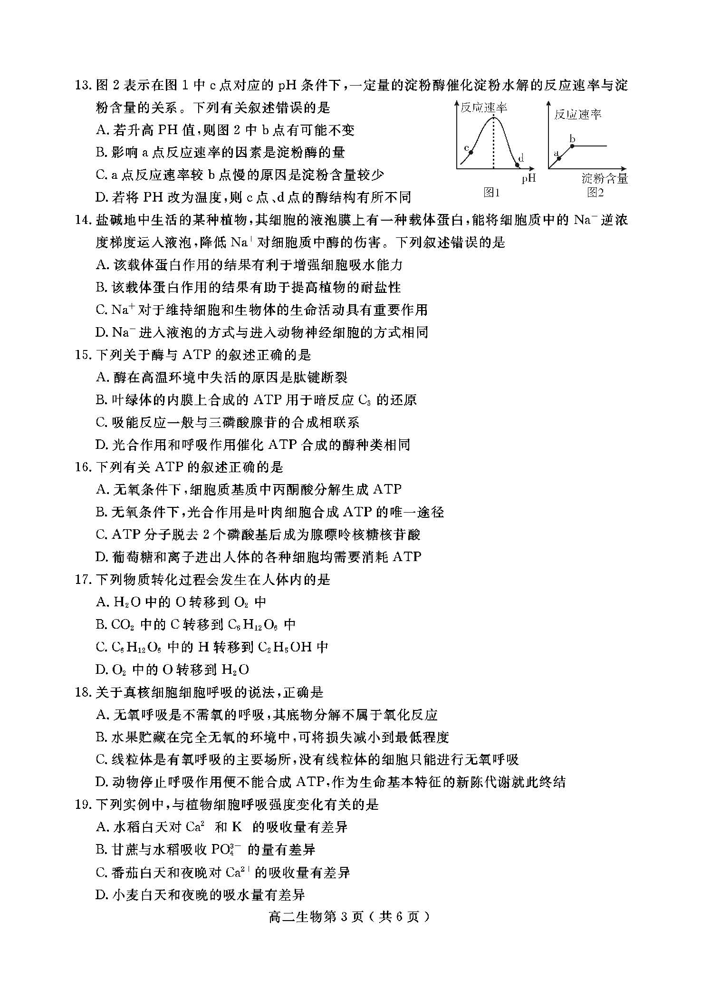 13. 图 2 表示在图 1 中 c 点对应的 pH 条件下,一定量的淀粉酶催化淀粉水解的反应速率与淀
粉含量的关系。下列有关叙述错误的是
A. 若升高 PH 值,则图 2 中 b 点有可能不变
B. 影响 a 点反应速率的因素是淀粉酶的量
C. a 点反应速率较 b 点慢的原因是淀粉含量较少
D. 若将 PH 改为温度,则 c 点、d 点的酶结构有所不同
反应速率
c
d
pH
图1
反应速率
b
a
淀粉含量
图2
14. 盐碱地中生活的某种植物,其细胞的液泡膜上有一种载体蛋白,能将细胞质中的 Na⁻ 逆浓
度梯度运入液泡,降低 Na⁺ 对细胞质中酶的伤害。下列叙述错误的是
A. 该载体蛋白作用的结果有利于增强细胞吸水能力
B. 该载体蛋白作用的结果有助于提高植物的耐盐性
C. Na⁺ 对于维持细胞和生物体的生命活动具有重要作用
D. Na⁻ 进入液泡的方式与进入动物神经细胞的方式相同
15. 下列关于酶与 ATP 的叙述正确的是
A. 酶在高温环境中失活的原因是肽键断裂
B. 叶绿体的内膜上合成的 ATP 用于暗反应 C₃ 的还原
C. 吸能反应一般与三磷酸腺苷的合成相联系
D. 光合作用和呼吸作用催化 ATP 合成的酶种类相同
16. 下列有关 ATP 的叙述正确的是
A. 无氧条件下,细胞质基质中丙酮酸分解生成 ATP
B. 无氧条件下,光合作用是叶肉细胞合成 ATP 的唯一途径
C. ATP 分子脱去 2 个磷酸基后成为腺嘌呤核糖核苷酸
D. 葡萄糖和离子进出人体的各种细胞均需要消耗 ATP
17. 下列物质转化过程会发生在人体内的是
A. H₂O 中的 O 转移到 O₂ 中
B. CO₂ 中的 C 转移到 C₆H₁₂O₆ 中
C. C₆H₁₂O₆ 中的 H 转移到 C₂H₅OH 中
D. O₂ 中的 O 转移到 H₂O
18. 关于真核细胞细胞呼吸的说法,正确是
A. 无氧呼吸是不需氧的呼吸,其底物分解不属于氧化反应
B. 水果贮藏在完全无氧的环境中,可将损失减小到最低程度
C. 线粒体是有氧呼吸的主要场所,没有线粒体的细胞只能进行无氧呼吸
D. 动物停止呼吸作用便不能合成 ATP,作为生命基本特征的新陈代谢就此终结
19. 下列实例中,与植物细胞呼吸强度变化有关的是
A. 水稻白天对 Ca² 和 K 的吸收量有差异
B. 甘蔗与水稻吸收 PO₄³⁻ 的量有差异
C. 番茄白天和夜晚对 Ca²⁺ 的吸收量有差异
D. 小麦白天和夜晚的吸水量有差异
高二生物第 3 页(共 6 页)